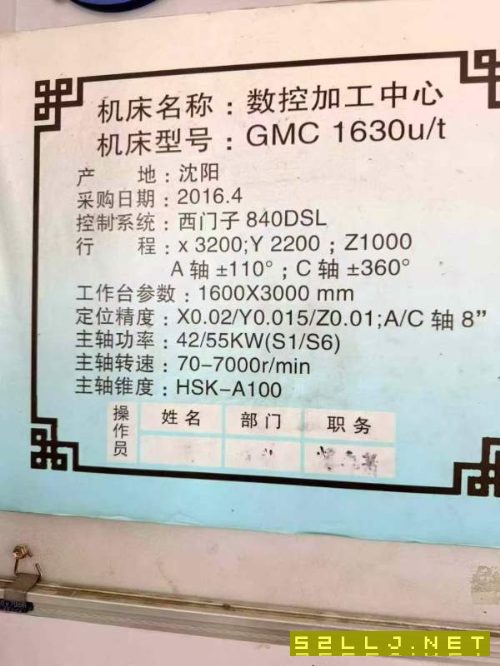 机床名称：数控加工中心
机床型号：GMC 1630u/t
产 地：沈阳
采购日期：2016.4
控制系统：西门子 840DSL
行 程：x 3200;Y 2200；Z1000
A 轴 ±110°；C 轴 ±360°
工作台参数：1600X3000 mm
定位精度：X0.02/Y0.015/Z0.01;A/C 轴 8”
主轴功率：42/55KW(S1/S6)
主轴转速：70-7000r/min
主轴锥度：HSK-A100
操作员 姓名 部门 职务
52LLJ.NET